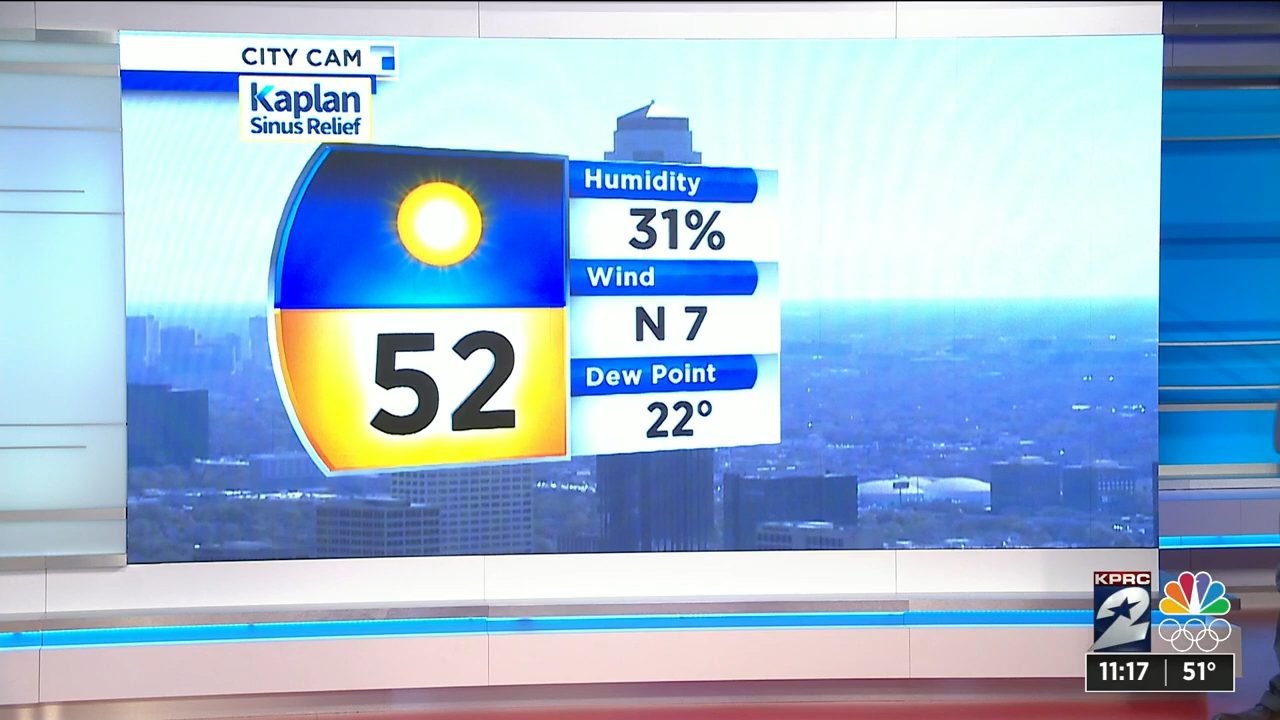 CITY CAM
Kaplan
Sinus Relief
52
Humidity
31%
Wind
N 7
Dew Point
22°
KPRC
2
11:17 51°